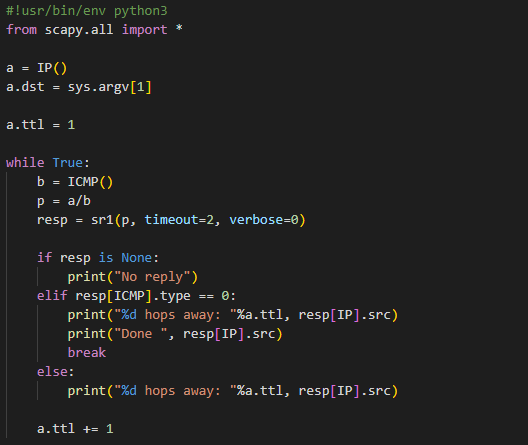 #!usr/bin/env python3
from scapy.all import *

a = IP()
a.dst = sys.argv[1]

a.ttl = 1

while True:
    b = ICMP()
    p = a/b
    resp = sr1(p, timeout=2, verbose=0)

    if resp is None:
        print("No reply")
    elif resp[ICMP].type == 0:
        print("%d hops away: "%a.ttl, resp[IP].src)
        print("Done ", resp[IP].src)
        break
    else:
        print("%d hops away: "%a.ttl, resp[IP].src)

    a.ttl += 1